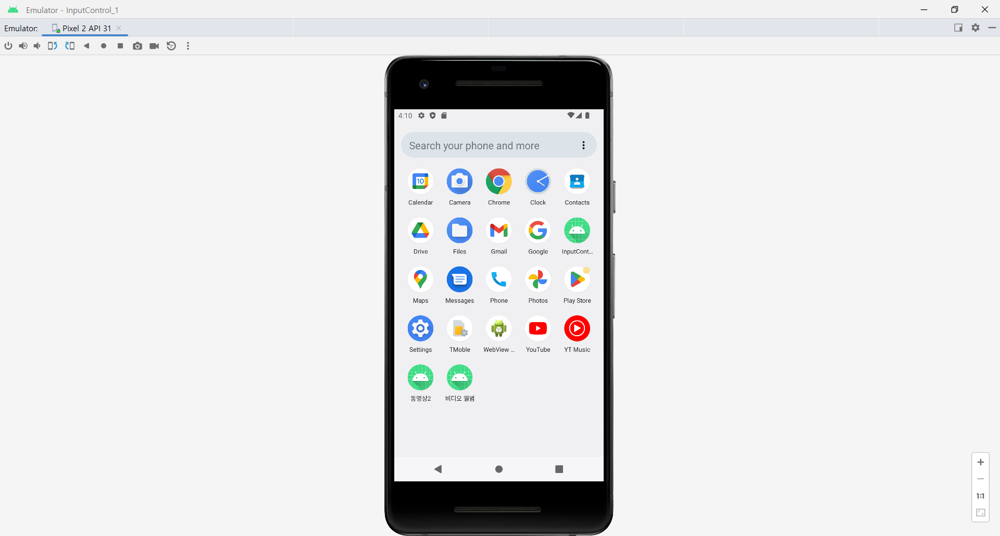 Emulator - InputControl_1
Emulator: Pixel 2 API 31
4:10
Search your phone and more
10
Calendar Camera Chrome Clock Contacts
Drive Files Gmail Google InputCont...
Maps Messages Phone Photos Play Store
Settings TMoble WebView ... YouTube YT Music
동영상2 비디오 앨범
1:1